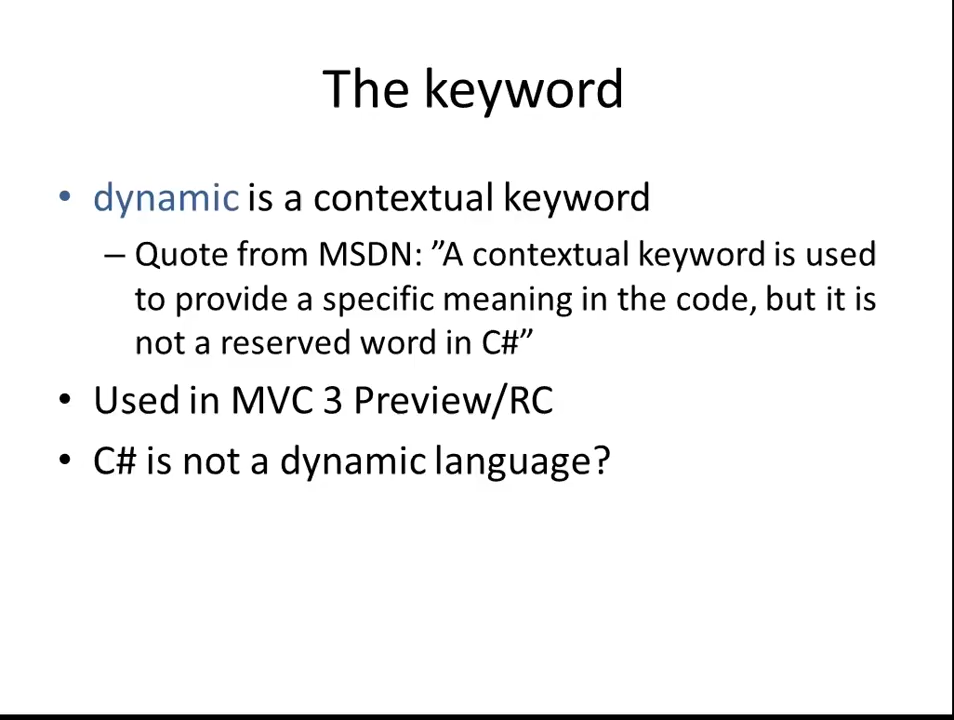 The keyword
• dynamic is a contextual keyword
– Quote from MSDN: ”A contextual keyword is used
to provide a specific meaning in the code, but it is
not a reserved word in C#”
• Used in MVC 3 Preview/RC
• C# is not a dynamic language?